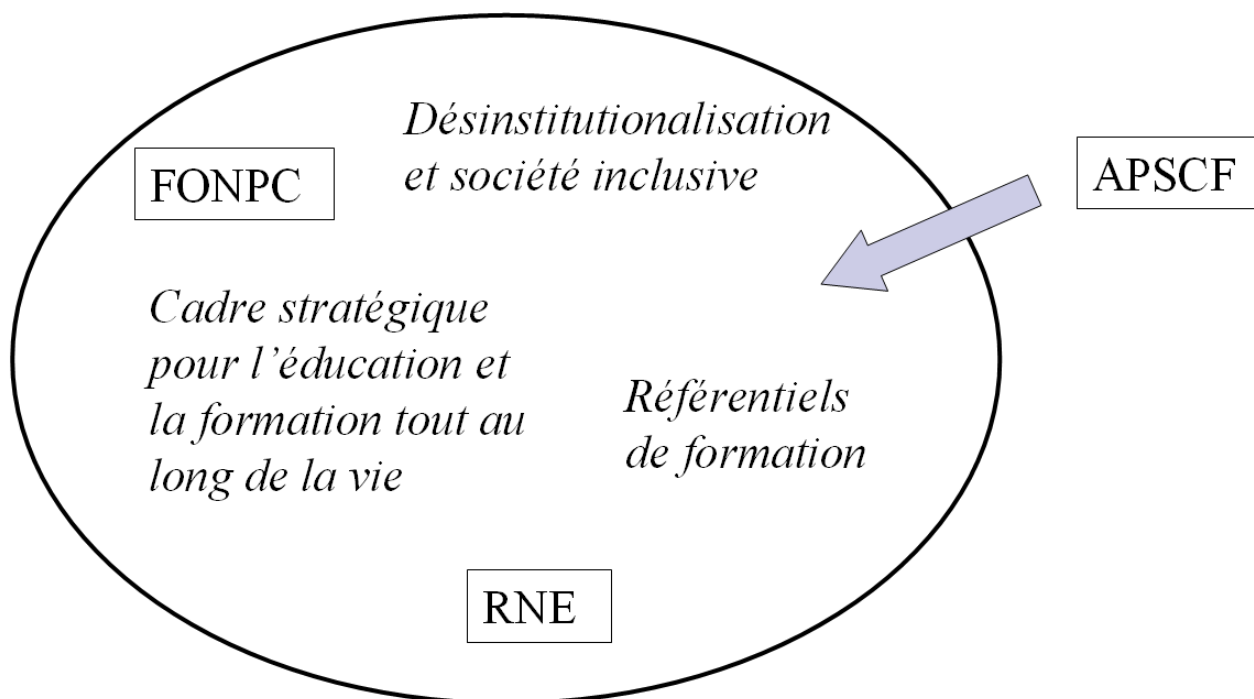 Désinstitutionalisation
et société inclusive
FONPC
APSCF
Cadre stratégique
pour l’éducation et
la formation tout au
long de la vie
Référentiels
de formation
RNE